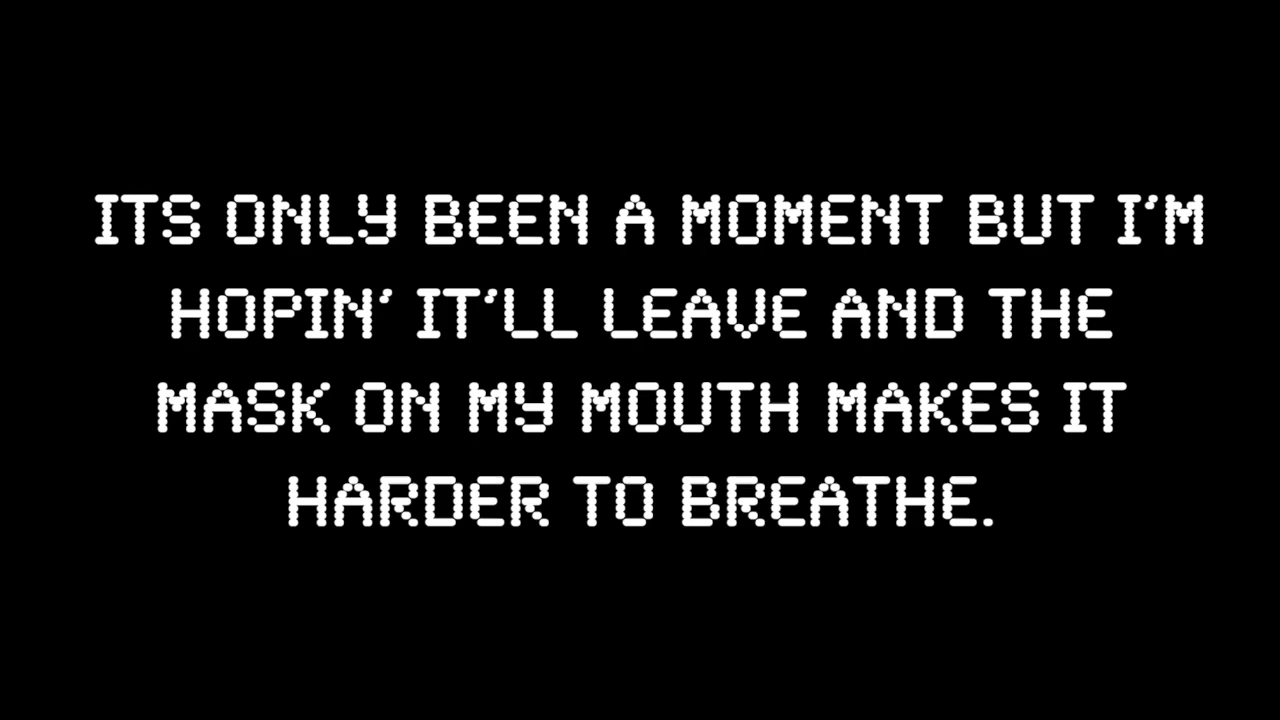 ITS ONLY BEEN A MOMENT BUT I'M
HOPIN' IT'LL LEAVE AND THE
MASK ON MY MOUTH MAKES IT
HARDER TO BREATHE.